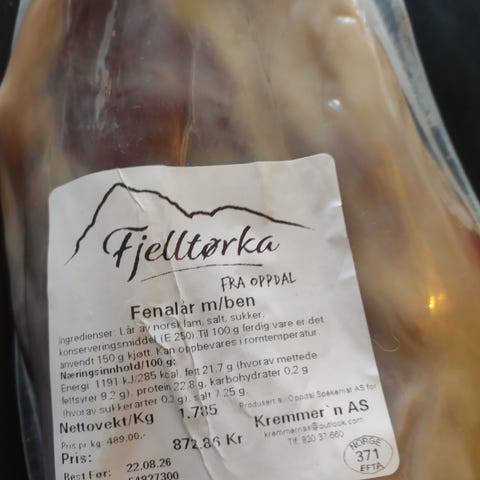 Fjelltørka
FRA OPPDAL
Fenalår m/ben
Ingredienser: Lår av norsk lam, salt, sukker,
konserveringsmiddel (E 250) Til 100 g ferdig vare er det
anvendt 150 g kjøtt. Kan oppbevares i romtemperatur.
Næringsinnhold/100 g:
Energi 1191 kJ/285 kcal, fett 21,7 g (hvorav mettede
fettsyrer 9,2 g), protein 22,8 g, karbohydrater 0,2 g
(hvorav sukkerarter 0,2 g), salt 7,25 g.
Produsert av Oppdal Spekemat AS for
Nettovekt/Kg 1.785
Kremmer`n AS
kremmernas@outlook.com
Tlf. 920 37 660
Pris pr kg 489.00,-
Pris: 872.86 Kr
NORGE
371
EFTA
Best Før: 22.08.26
54827300